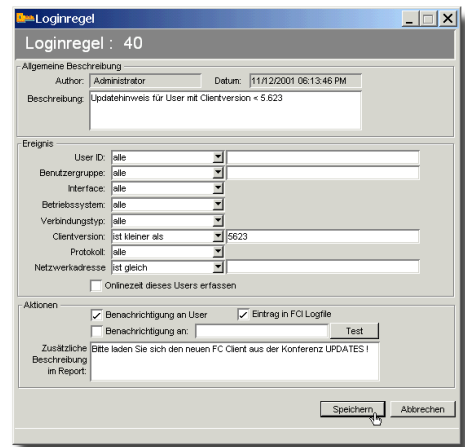 Loginregel
Loginregel : 40
Allgemeine Beschreibung
Author: Administrator Datum: 11/12/2001 06:13:46 PM
Beschreibung: Updatehinweis für User mit Clientversion < 5.623
Ereignis
User ID: alle
Benutzergruppe: alle
Interface: alle
Betriebssystem: alle
Verbindungstyp: alle
Clientversion: ist kleiner als 5623
Protokoll: alle
Netzwerkadresse ist gleich
Onlinezeit dieses Users erfassen
Aktionen
Benachrichtigung an User Eintrag in FCI Logfile
Benachrichtigung an: Test
Zusätzliche Beschreibung im Report: Bitte laden Sie sich den neuen FC Client aus der Konferenz UPDATES !
Speichern Abbrechen